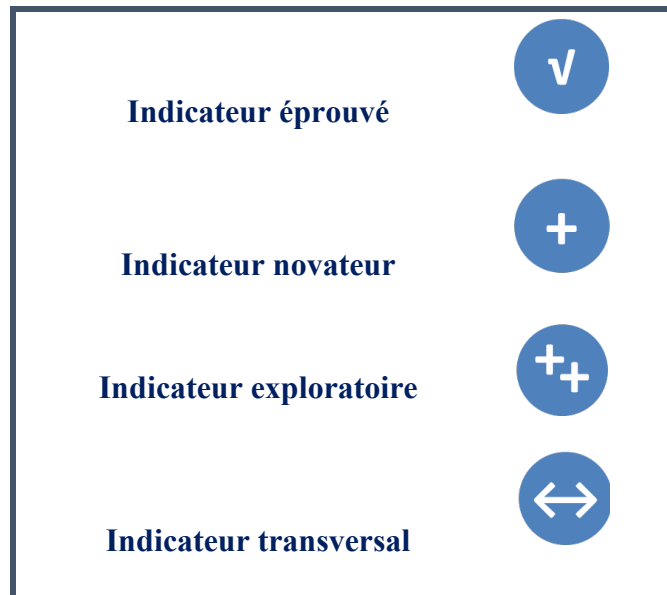 √
Indicateur éprouvé
+
Indicateur novateur
++
Indicateur exploratoire
↔
Indicateur transversal